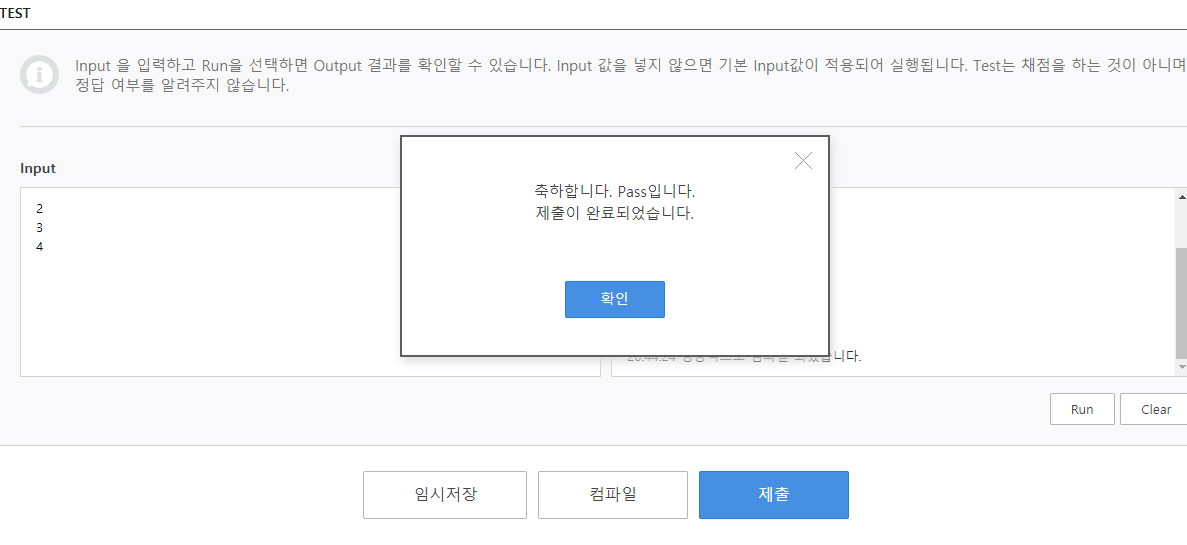 TEST
Input 을 입력하고 Run을 선택하면 Output 결과를 확인할 수 있습니다. Input 값을 넣지 않으면 기본 Input값이 적용되어 실행됩니다. Test는 채점을 하는 것이 아니며
정답 여부를 알려주지 않습니다.
Input
2
3
4
축하합니다. Pass입니다.
제출이 완료되었습니다.
확인
니다.
Run
Clear
임시저장
컴파일
제출